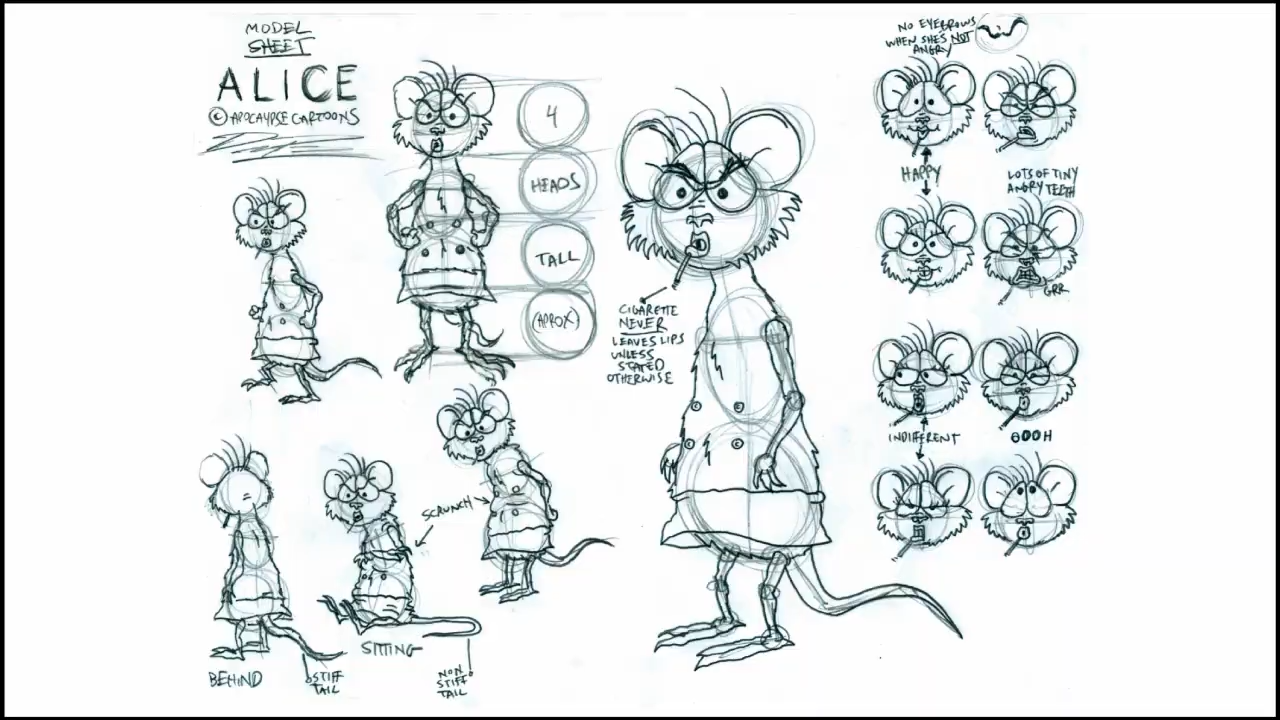 MODEL
SHEET
ALICE
© APOCALYPSE CARTOONS
4
HEADS
TALL
(APROX)
CIGARETTE
NEVER
LEAVES LIPS
UNLESS
STATED
OTHERWISE
NO EYEBROWS
WHEN SHE'S NOT
ANGRY
HAPPY
LOTS OF TINY
ANGRY TEETH
GRR
INDIFFERENT
OOOH
SCRUNCH
SITTING
BEHIND
STIFF
TAIL
NON
STIFF
TAIL